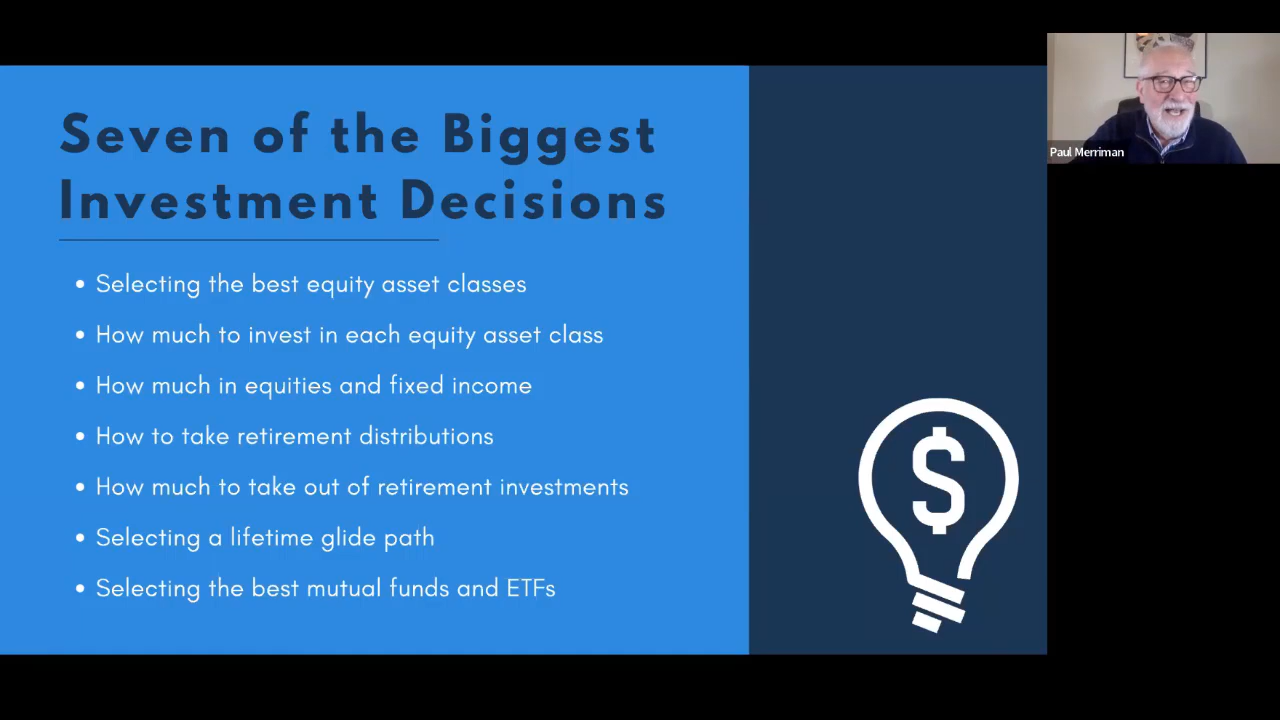 Seven of the Biggest
Investment Decisions
• Selecting the best equity asset classes
• How much to invest in each equity asset class
• How much in equities and fixed income
• How to take retirement distributions
• How much to take out of retirement investments
• Selecting a lifetime glide path
• Selecting the best mutual funds and ETFs
$
Paul Merriman